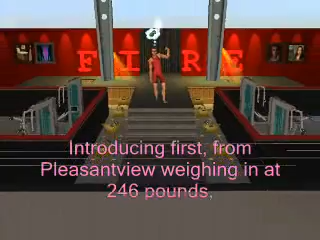 FIRE
Introducing first, from
Pleasantview weighing in at
246 pounds,